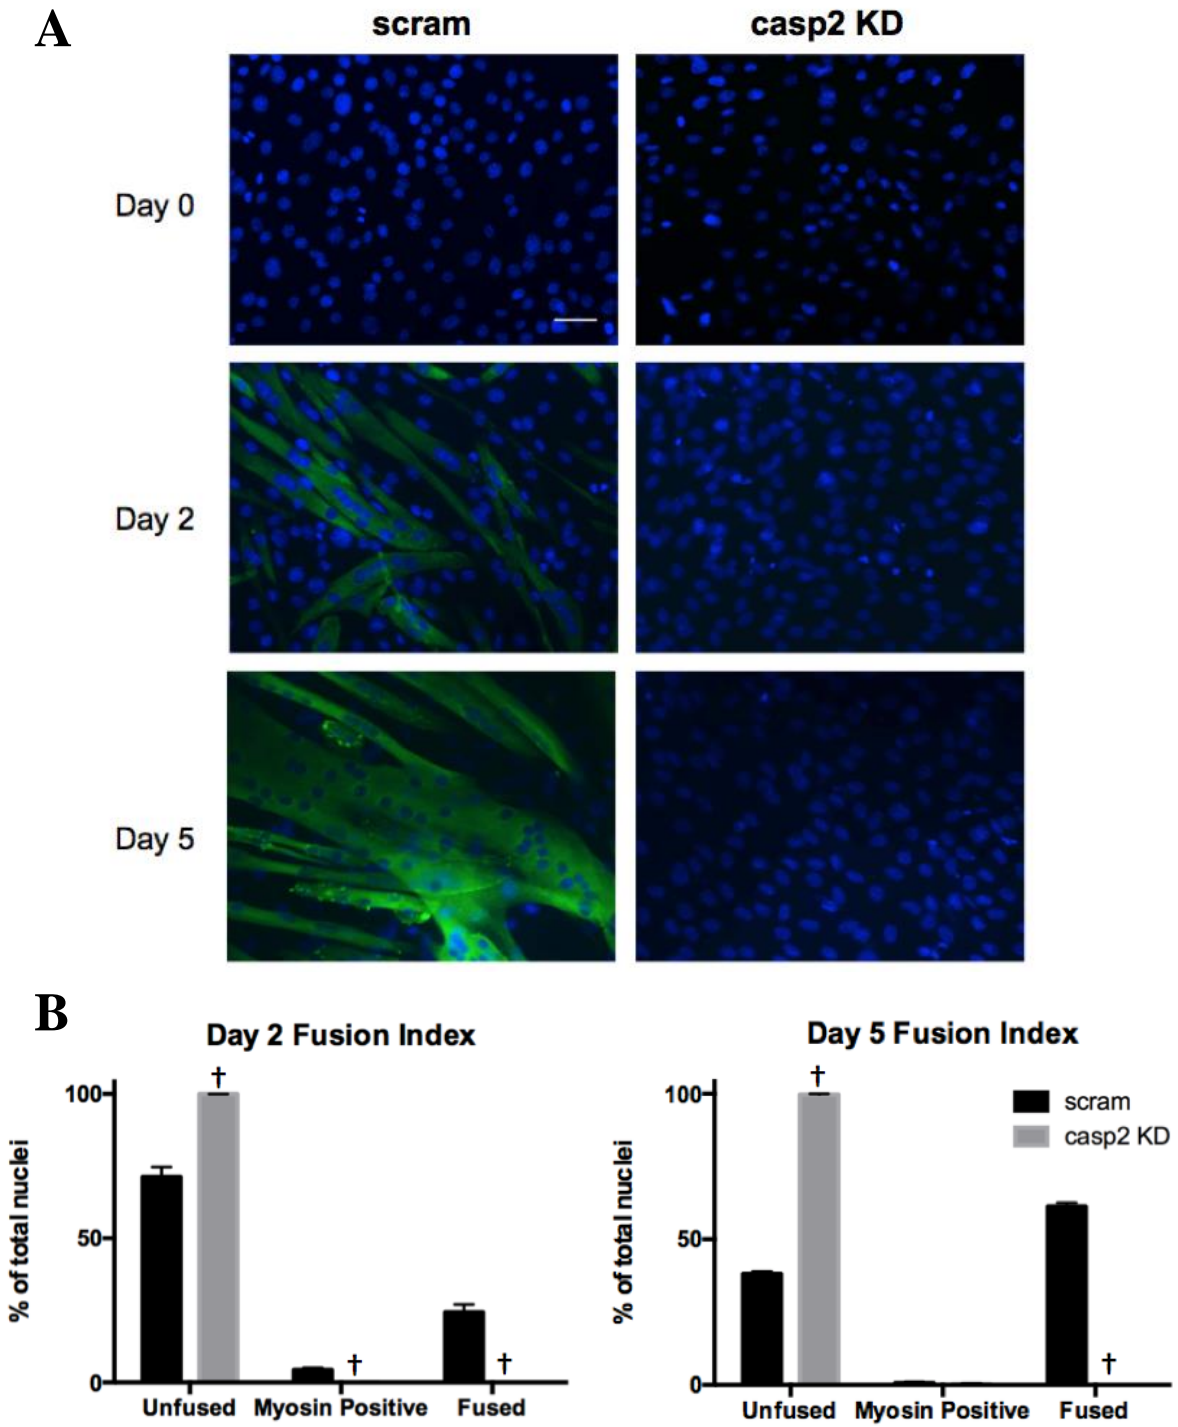 A
scram
casp2 KD
Day 0
Day 2
Day 5
B
Day 2 Fusion Index
% of total nuclei
100
50
0
†
†
†
Unfused
Myosin Positive
Fused
Day 5 Fusion Index
% of total nuclei
100
50
0
†
†
scram
casp2 KD
Unfused
Myosin Positive
Fused